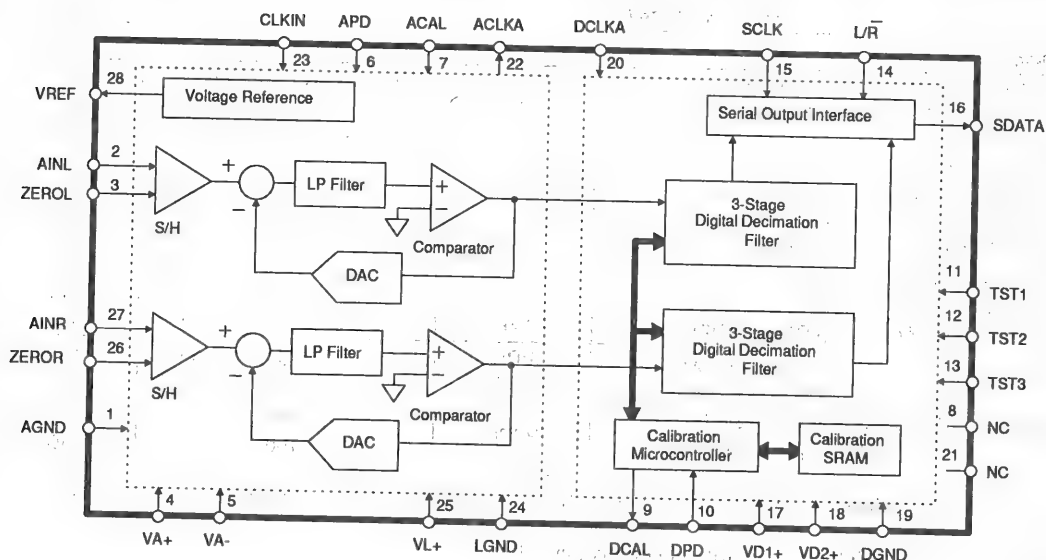 CLKIN APD ACAL ACLKA DCLKA SCLK L/R̅
23 6 7 22 20 15 14
28
VREF
Voltage Reference
Serial Output Interface
16
SDATA
AINL
2
ZEROL
3
S/H
+
−
LP Filter
+
−
Comparator
DAC
3-Stage
Digital Decimation
Filter
11
TST1
12
TST2
13
TST3
8
NC
21
NC
AINR
27
ZEROR
26
S/H
+
−
LP Filter
+
−
Comparator
DAC
3-Stage
Digital Decimation
Filter
AGND
1
Calibration
Microcontroller
Calibration
SRAM
4 5 25 24 9 10 17 18 19
VA+ VA- VL+ LGND DCAL DPD VD1+ VD2+ DGND